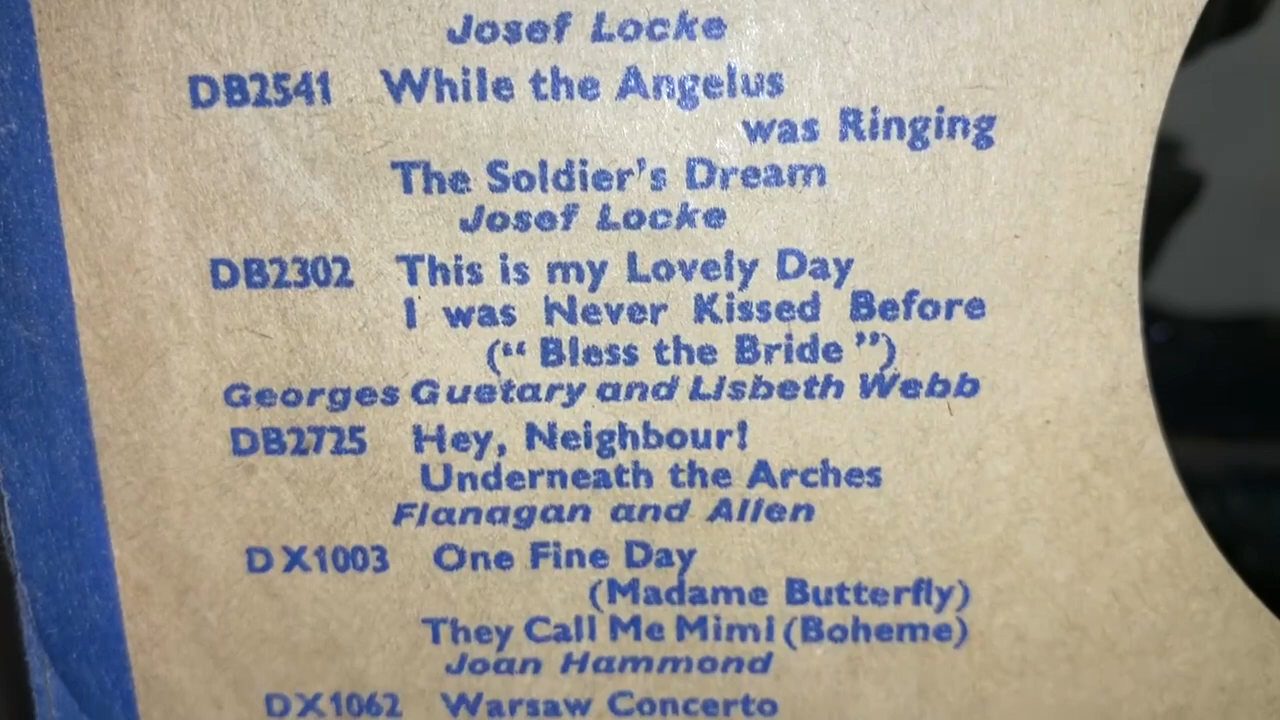 Josef Locke
DB2541 While the Angelus
was Ringing
The Soldier's Dream
Josef Locke
DB2302 This is my Lovely Day
I was Never Kissed Before
(“ Bless the Bride ”)
Georges Guetary and Lisbeth Webb
DB2725 Hey, Neighbour!
Underneath the Arches
Flanagan and Allen
DX1003 One Fine Day
(Madame Butterfly)
They Call Me Mimi (Boheme)
Joan Hammond
DX1062 Warsaw Concerto